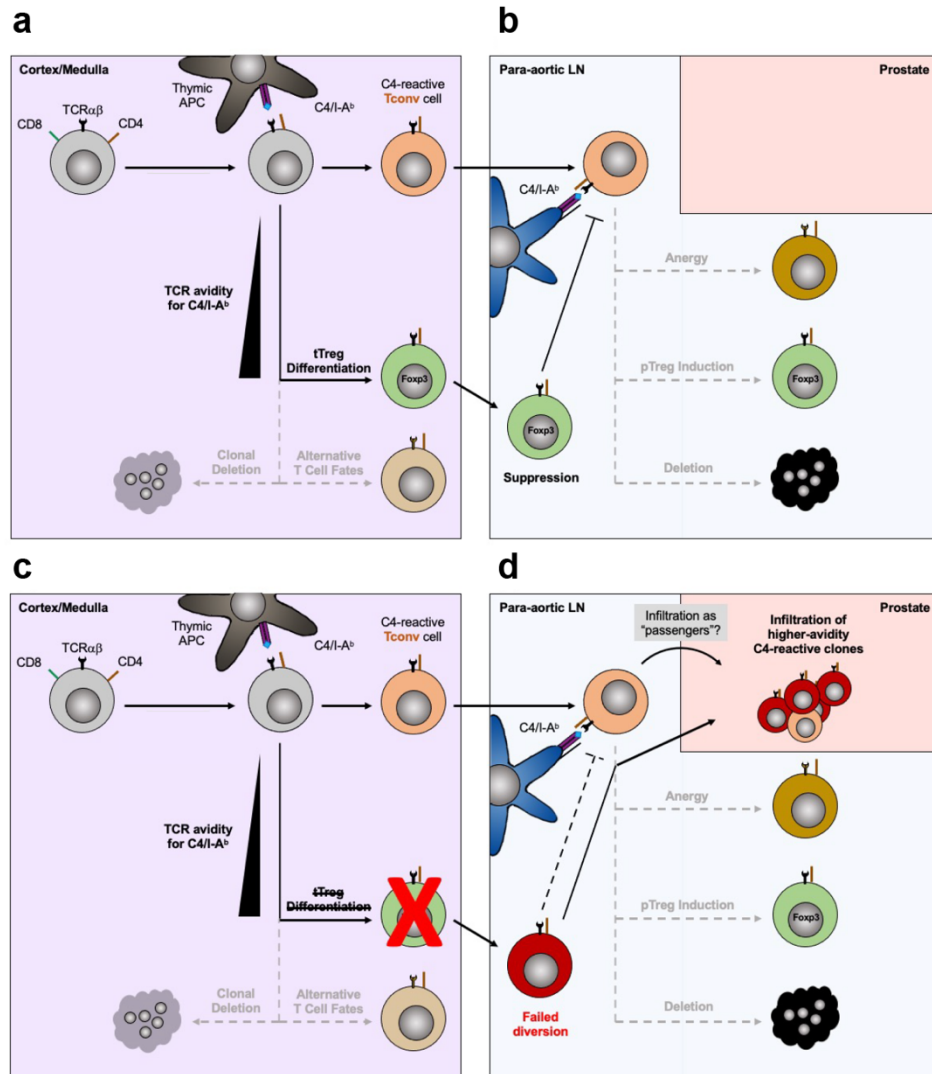 a
Cortex/Medulla
Thymic
APC
C4/I-Aᵇ
C4-reactive
Tconv cell
TCRαβ
CD8
CD4
TCR avidity
for C4/I-Aᵇ
tTreg
Differentiation
Foxp3
Clonal
Deletion
Alternative
T Cell Fates
b
Para-aortic LN
Prostate
C4/I-Aᵇ
Anergy
pTreg Induction
Foxp3
Foxp3
Suppression
Deletion
c
Cortex/Medulla
Thymic
APC
C4/I-Aᵇ
C4-reactive
Tconv cell
TCRαβ
CD8
CD4
TCR avidity
for C4/I-Aᵇ
tTreg
Differentiation
X
Clonal
Deletion
Alternative
T Cell Fates
d
Para-aortic LN
Prostate
Infiltration as
"passengers"?
Infiltration of
higher-avidity
C4-reactive clones
C4/I-Aᵇ
Anergy
pTreg Induction
Foxp3
Failed
diversion
Deletion